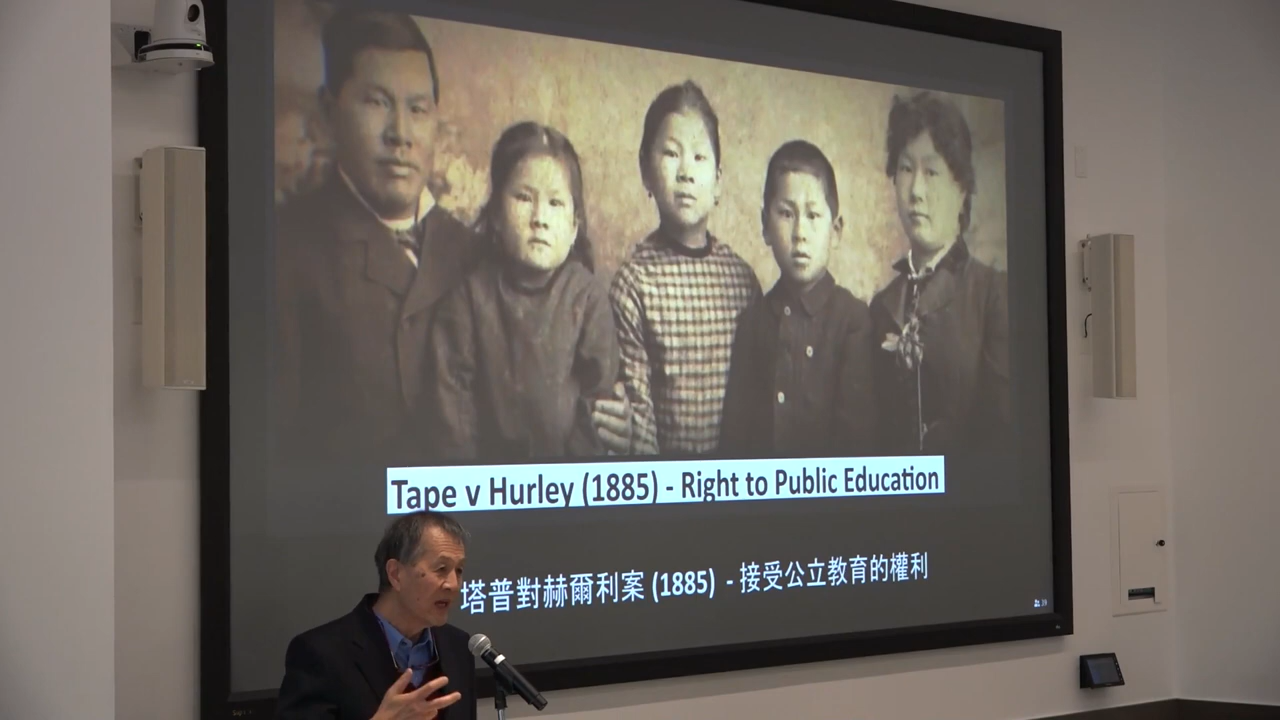 Tape v Hurley (1885) - Right to Public Education
塔普對赫爾利案 (1885) - 接受公立教育的權利